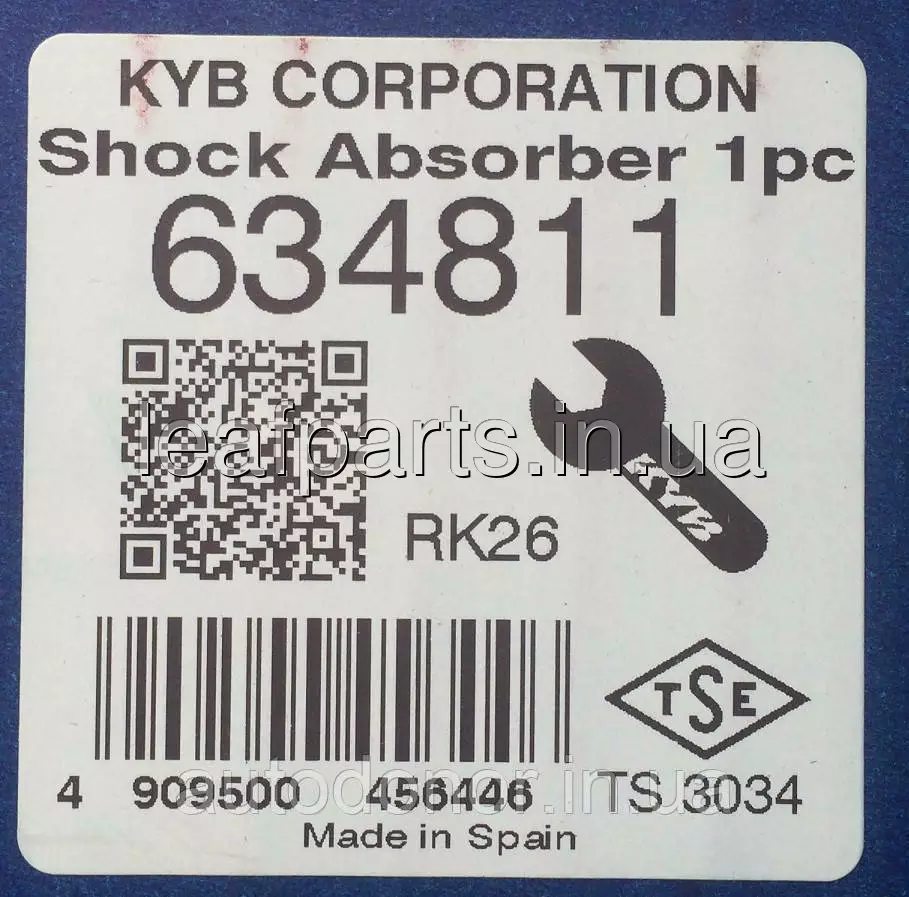 KYB CORPORATION
Shock Absorber 1pc
634811
leafparts.in.ua
KYB
RK26
TSE
4 909500 456446
TS 3034
autodonor.in.ua
Made in Spain